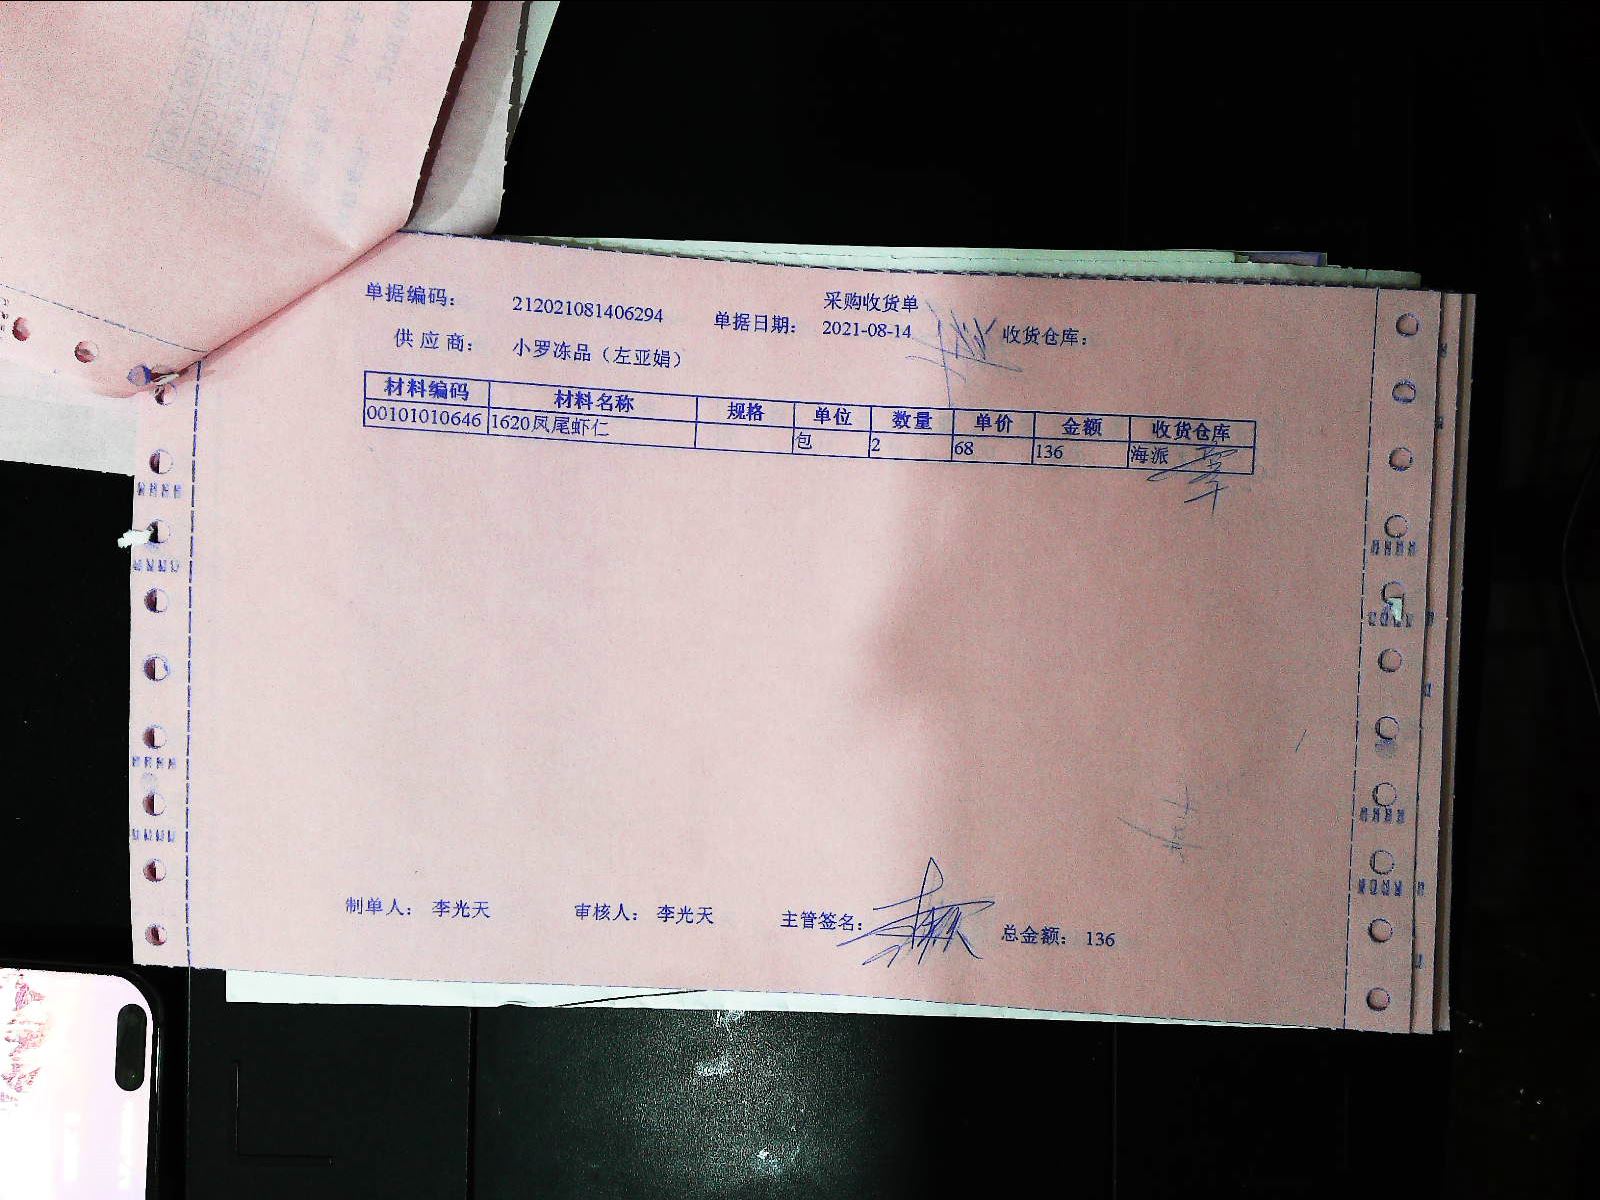 采购收货单
单据编码： 212021081406294 单据日期： 2021-08-14 收货仓库：
供应商： 小罗冻品（左亚娟）
材料编码 材料名称 规格 单位 数量 单价 金额 收货仓库
00101010646 1620凤尾虾仁 包 2 68 136 海派
制单人： 李光天 审核人： 李光天 主管签名： 总金额： 136